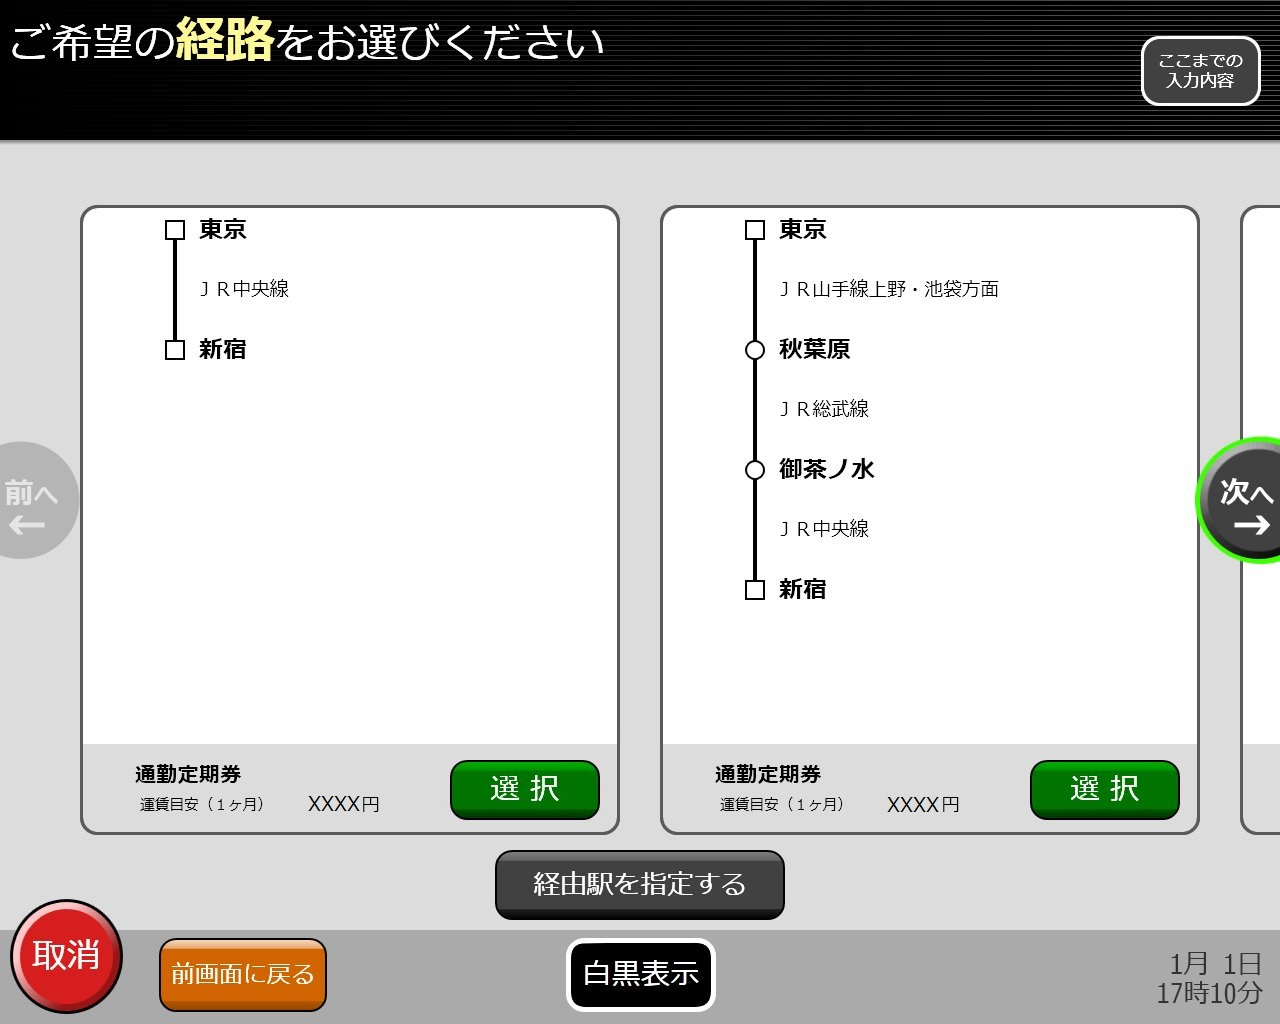 ご希望の経路をお選びください
ここまでの
入力内容
東京
ＪＲ中央線
新宿
東京
ＪＲ山手線上野・池袋方面
秋葉原
ＪＲ総武線
御茶ノ水
ＪＲ中央線
新宿
前へ
←
次へ
→
通勤定期券
運賃目安（１ヶ月） XXXX円
選択
通勤定期券
運賃目安（１ヶ月） XXXX円
選択
経由駅を指定する
取消
前画面に戻る
白黒表示
1月 1日
17時10分